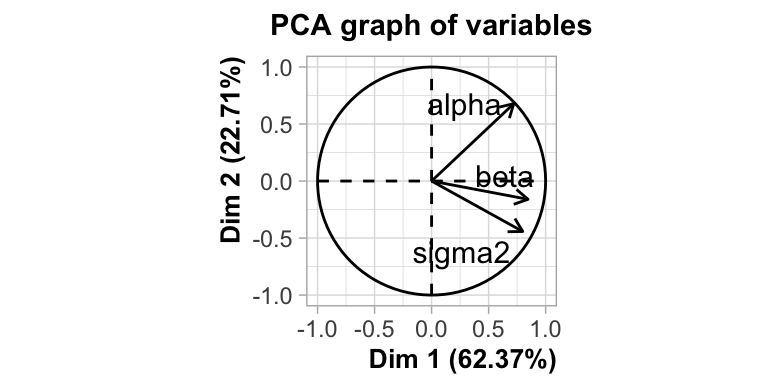 PCA graph of variables
Dim 2 (22.71%)
1.0
0.5
0.0
-0.5
-1.0
alpha
beta
sigma2
-1.0 -0.5 0.0 0.5 1.0
Dim 1 (62.37%)